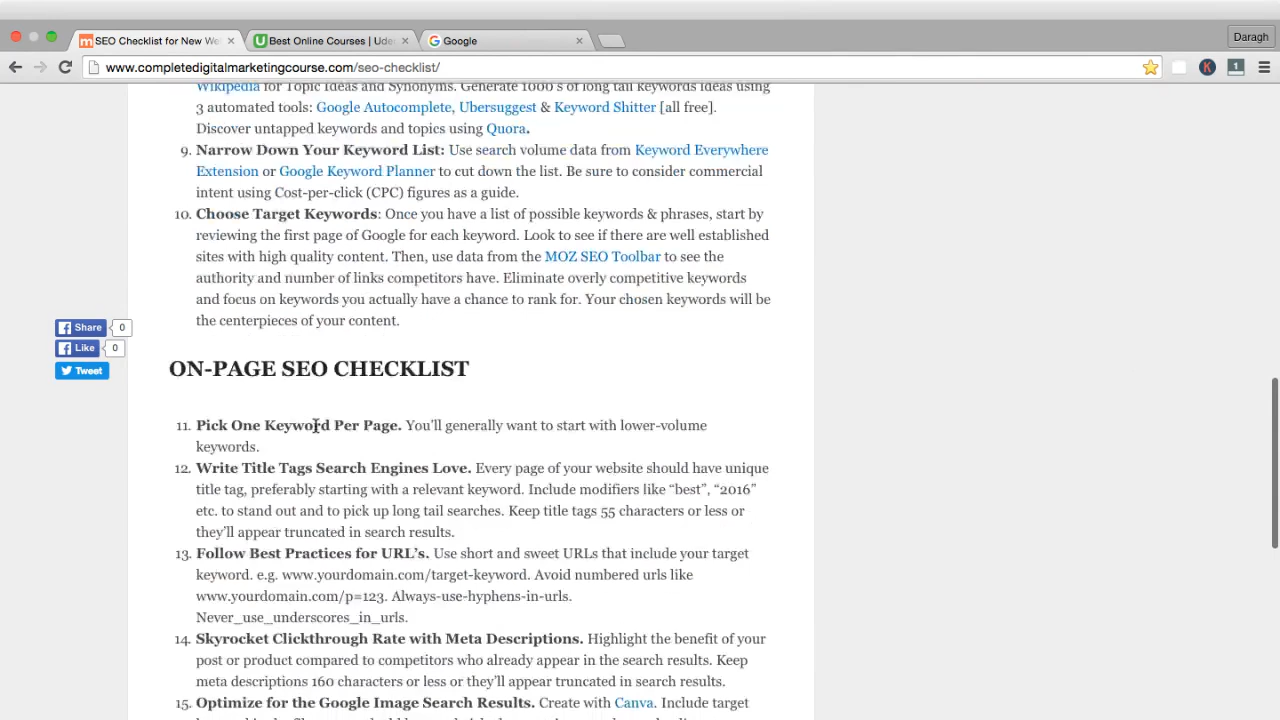 SEO Checklist for New We
Best Online Courses | Ude
Google
Daragh
www.completedigitalmarketingcourse.com/seo-checklist/
Wikipedia for Topic Ideas and Synonyms. Generate 1000's of long tail keywords ideas using
3 automated tools: Google Autocomplete, Ubersuggest & Keyword Shitter [all free].
Discover untapped keywords and topics using Quora.
9. Narrow Down Your Keyword List: Use search volume data from Keyword Everywhere
Extension or Google Keyword Planner to cut down the list. Be sure to consider commercial
intent using Cost-per-click (CPC) figures as a guide.
10. Choose Target Keywords: Once you have a list of possible keywords & phrases, start by
reviewing the first page of Google for each keyword. Look to see if there are well established
sites with high quality content. Then, use data from the MOZ SEO Toolbar to see the
authority and number of links competitors have. Eliminate overly competitive keywords
and focus on keywords you actually have a chance to rank for. Your chosen keywords will be
the centerpieces of your content.
Share 0
Like 0
Tweet
ON-PAGE SEO CHECKLIST
11. Pick One Keyword Per Page. You'll generally want to start with lower-volume
keywords.
12. Write Title Tags Search Engines Love. Every page of your website should have unique
title tag, preferably starting with a relevant keyword. Include modifiers like “best”, “2016”
etc. to stand out and to pick up long tail searches. Keep title tags 55 characters or less or
they'll appear truncated in search results.
13. Follow Best Practices for URL's. Use short and sweet URLs that include your target
keyword. e.g. www.yourdomain.com/target-keyword. Avoid numbered urls like
www.yourdomain.com/p=123. Always-use-hyphens-in-urls.
Never_use_underscores_in_urls.
14. Skyrocket Clickthrough Rate with Meta Descriptions. Highlight the benefit of your
post or product compared to competitors who already appear in the search results. Keep
meta descriptions 160 characters or less or they'll appear truncated in search results.
15. Optimize for the Google Image Search Results. Create with Canva. Include target